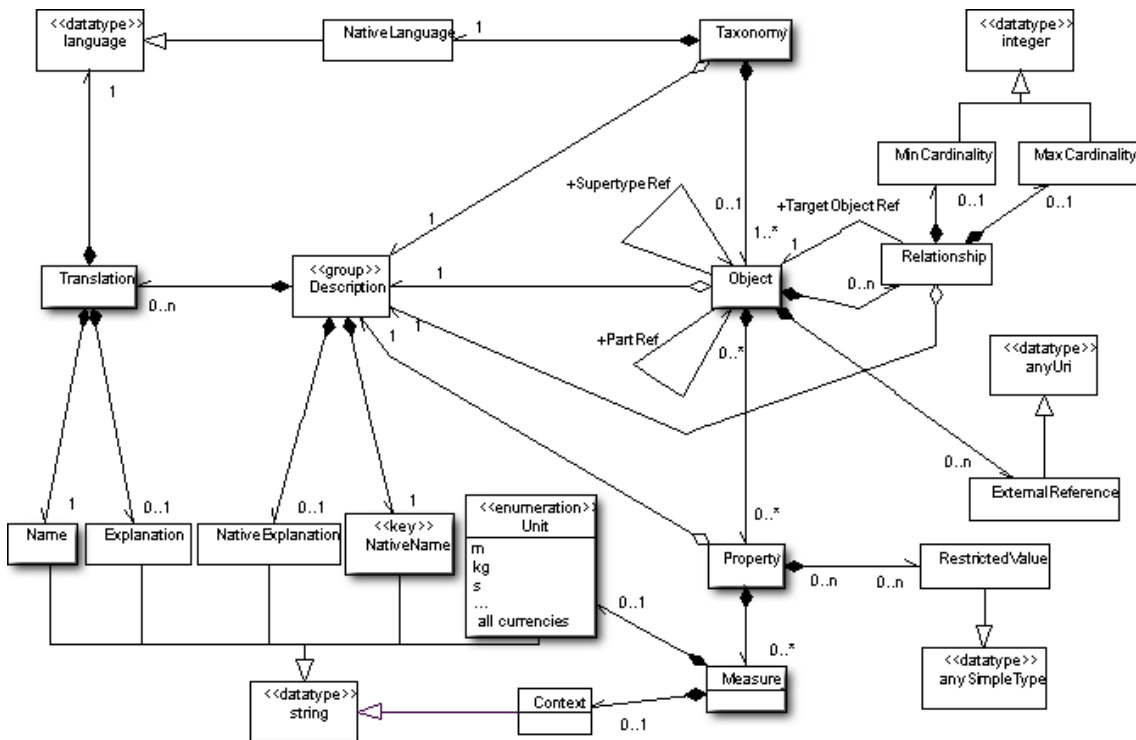 <<datatype>>
language
1
NativeLanguage
1
Taxonomy
<<datatype>>
integer
MinCardinality
MaxCardinality
+Supertype Ref
0..1
1..*
+Target Object Ref
1
0..1
0..1
1
Translation
0..n
<<group>>
Description
1
Object
0..n
Relationship
1
1
+Part Ref
0..*
<<datatype>>
anyUri
0..n
ExternalReference
1
0..1
0..1
1
Name
Explanation
NativeExplanation
<<key>>
NativeName
<<enumeration>>
Unit
m
kg
s
...
all currencies
0..*
Property
0..n
0..n
RestrictedValue
0..1
0..*
<<datatype>>
anySimpleType
Measure
<<datatype>>
string
Context
0..1